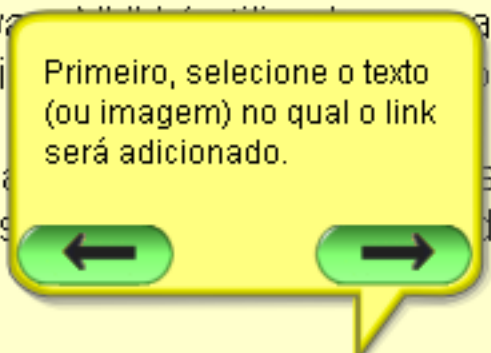 Primeiro, selecione o texto
(ou imagem) no qual o link
será adicionado.